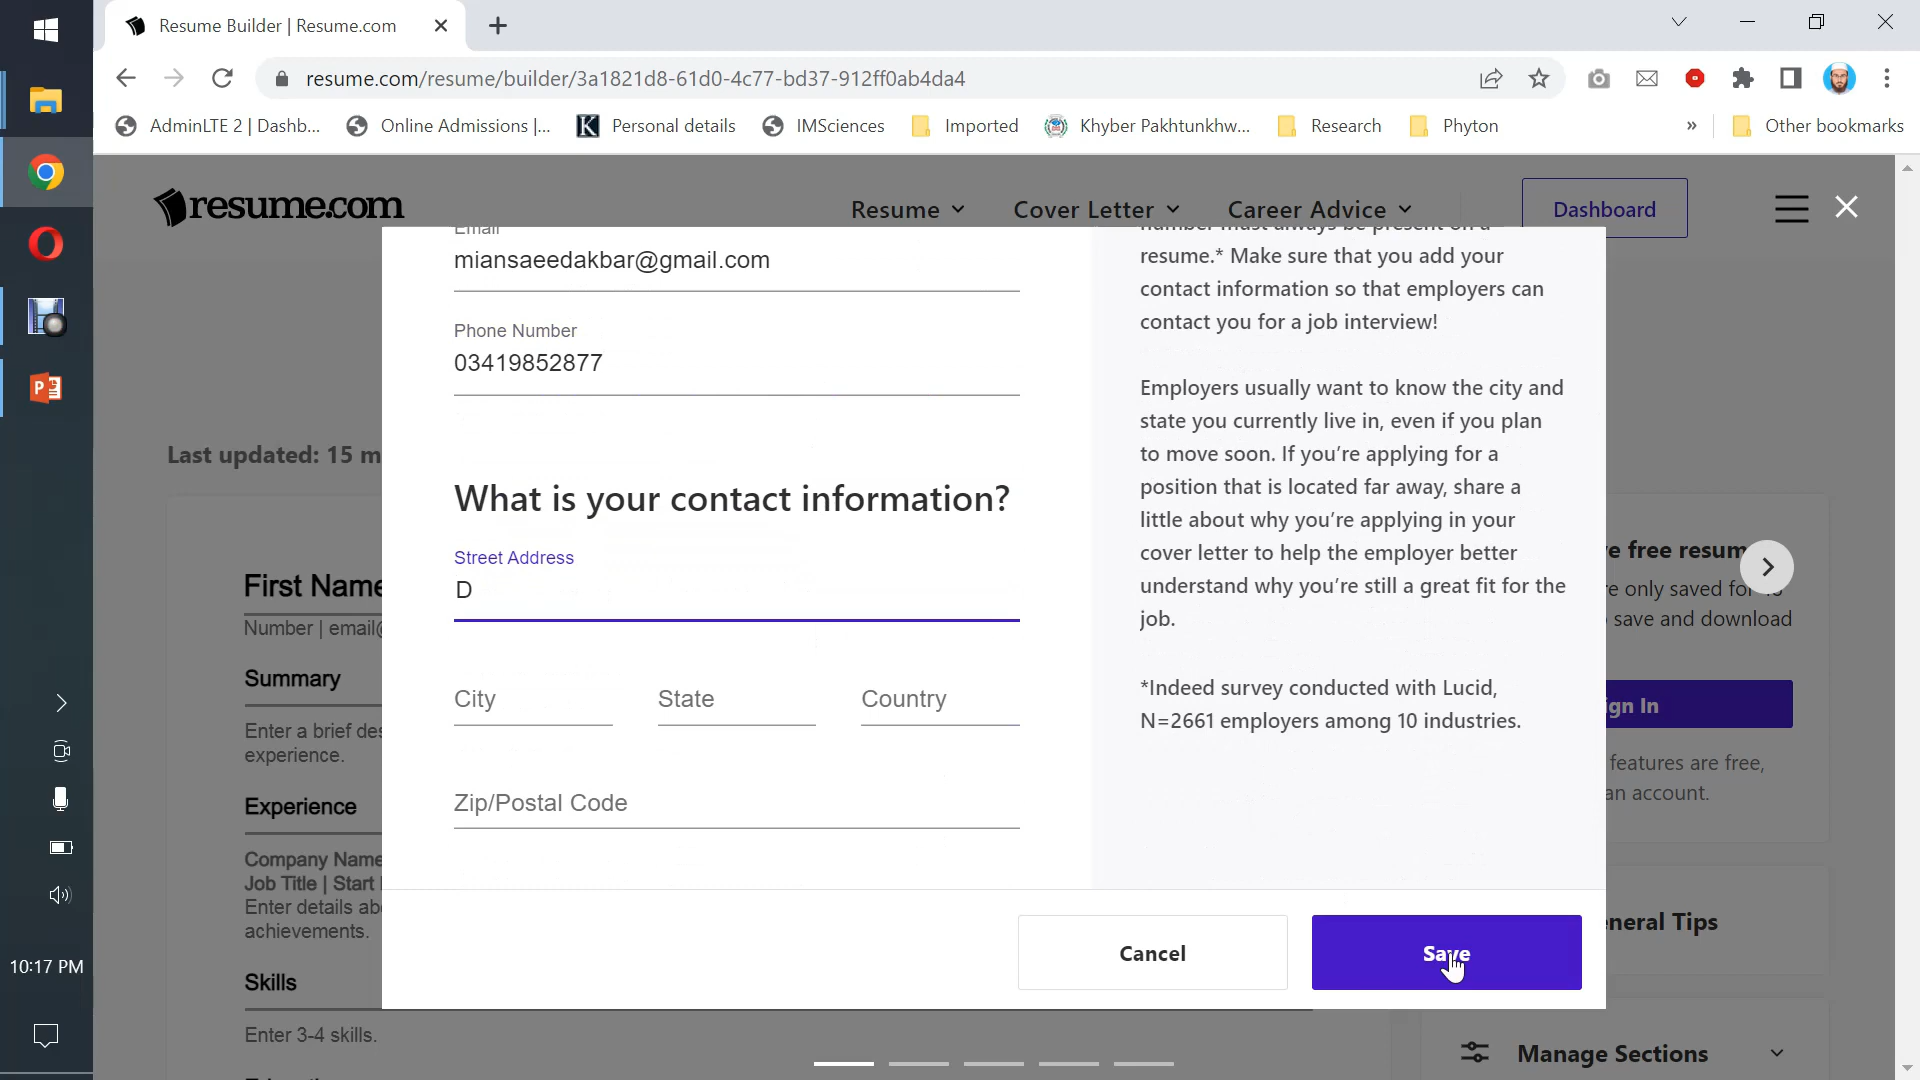 Resume Builder | Resume.com
resume.com/resume/builder/3a1821d8-61d0-4c77-bd37-912ff0ab4da4
AdminLTE 2 | Dashb...
Online Admissions |...
Personal details
IMSciences
Imported
Khyber Pakhtunkhw...
Research
Phyton
»
Other bookmarks
resume.com
Resume
Cover Letter
Career Advice
Dashboard
Email
miansaeedakbar@gmail.com
Phone Number
03419852877
What is your contact information?
Street Address
D
City
State
Country
Zip/Postal Code
number must always be present on a
resume.* Make sure that you add your
contact information so that employers can
contact you for a job interview!
Employers usually want to know the city and
state you currently live in, even if you plan
to move soon. If you’re applying for a
position that is located far away, share a
little about why you’re applying in your
cover letter to help the employer better
understand why you’re still a great fit for the
job.
*Indeed survey conducted with Lucid,
N=2661 employers among 10 industries.
Cancel
Save
Last updated: 15 m
First Name
Number | email@
Summary
Enter a brief des
experience.
Experience
Company Name
Job Title | Start
Enter details ab
achievements.
Skills
Enter 3-4 skills.
e free resum
e only saved fo
save and download
ign In
features are free,
an account.
neral Tips
Manage Sections
10:17 PM